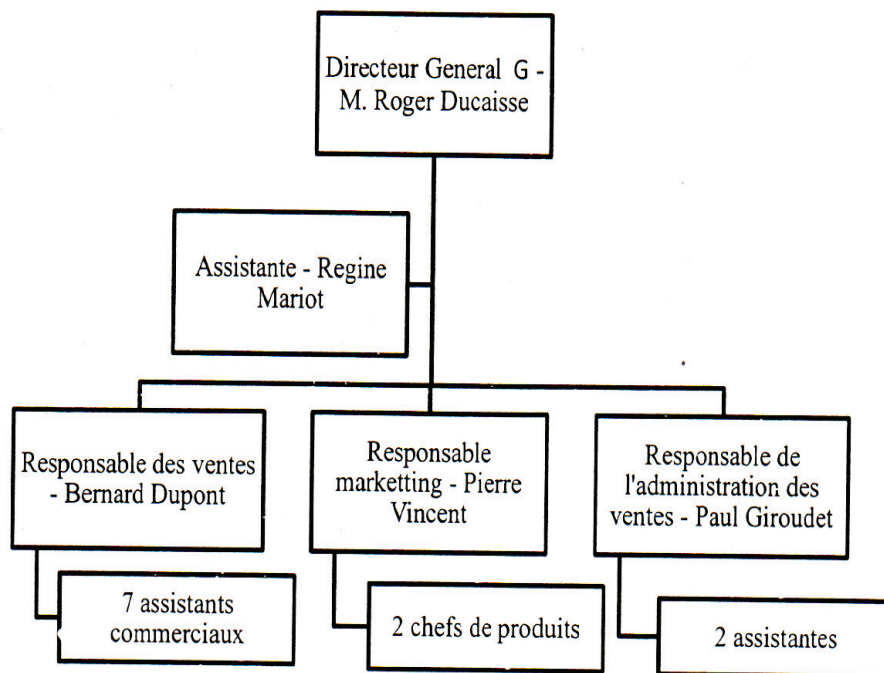 Directeur General G -
M. Roger Ducaisse
Assistante - Regine
Mariot
Responsable des ventes
- Bernard Dupont
Responsable
marketting - Pierre
Vincent
Responsable de
l'administration des
ventes - Paul Giroudet
7 assistants
commerciaux
2 chefs de produits
2 assistantes